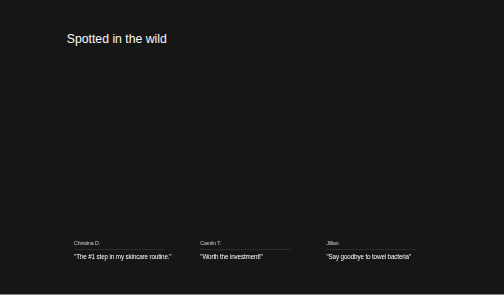 Spotted in the wild
Christina D.
Carolin T.
Jillian
"The #1 step in my skincare routine."
"Worth the investment!"
"Say goodbye to towel bacteria"